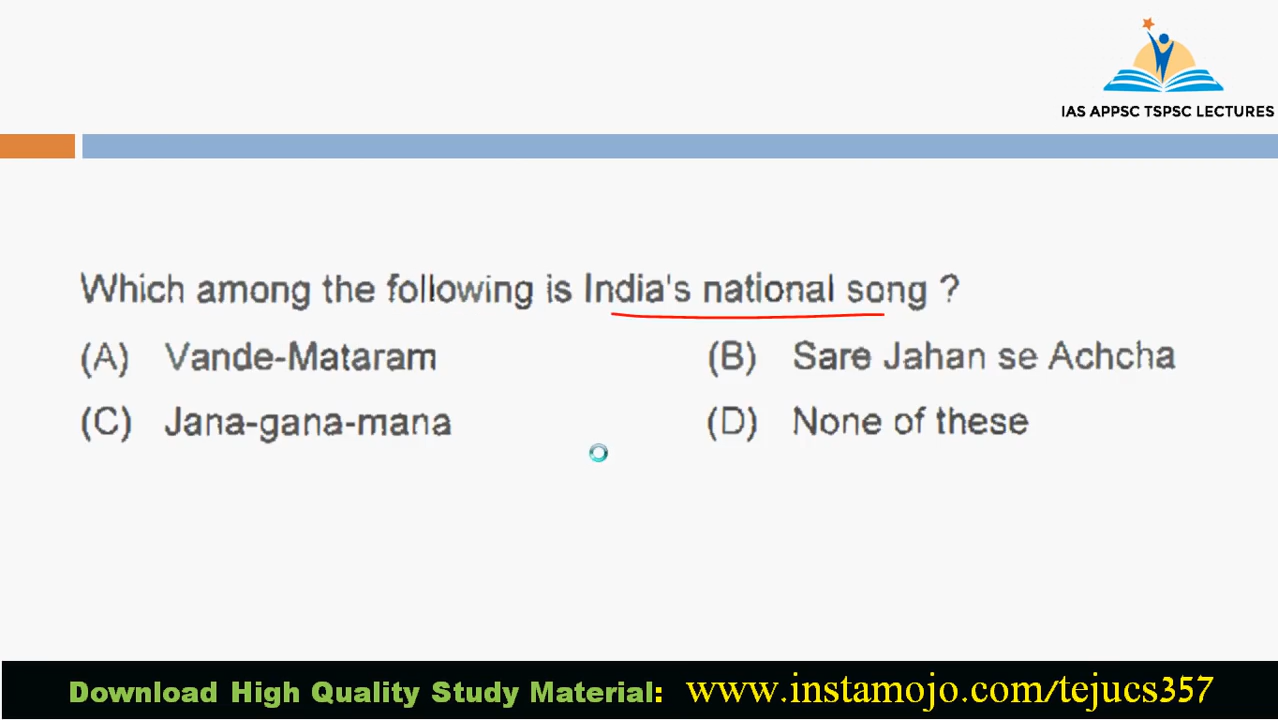 IAS APPSC TSPSC LECTURES
Which among the following is India's national song ?
(A) Vande-Mataram (B) Sare Jahan se Achcha
(C) Jana-gana-mana (D) None of these
Download High Quality Study Material: www.instamojo.com/tejucs357